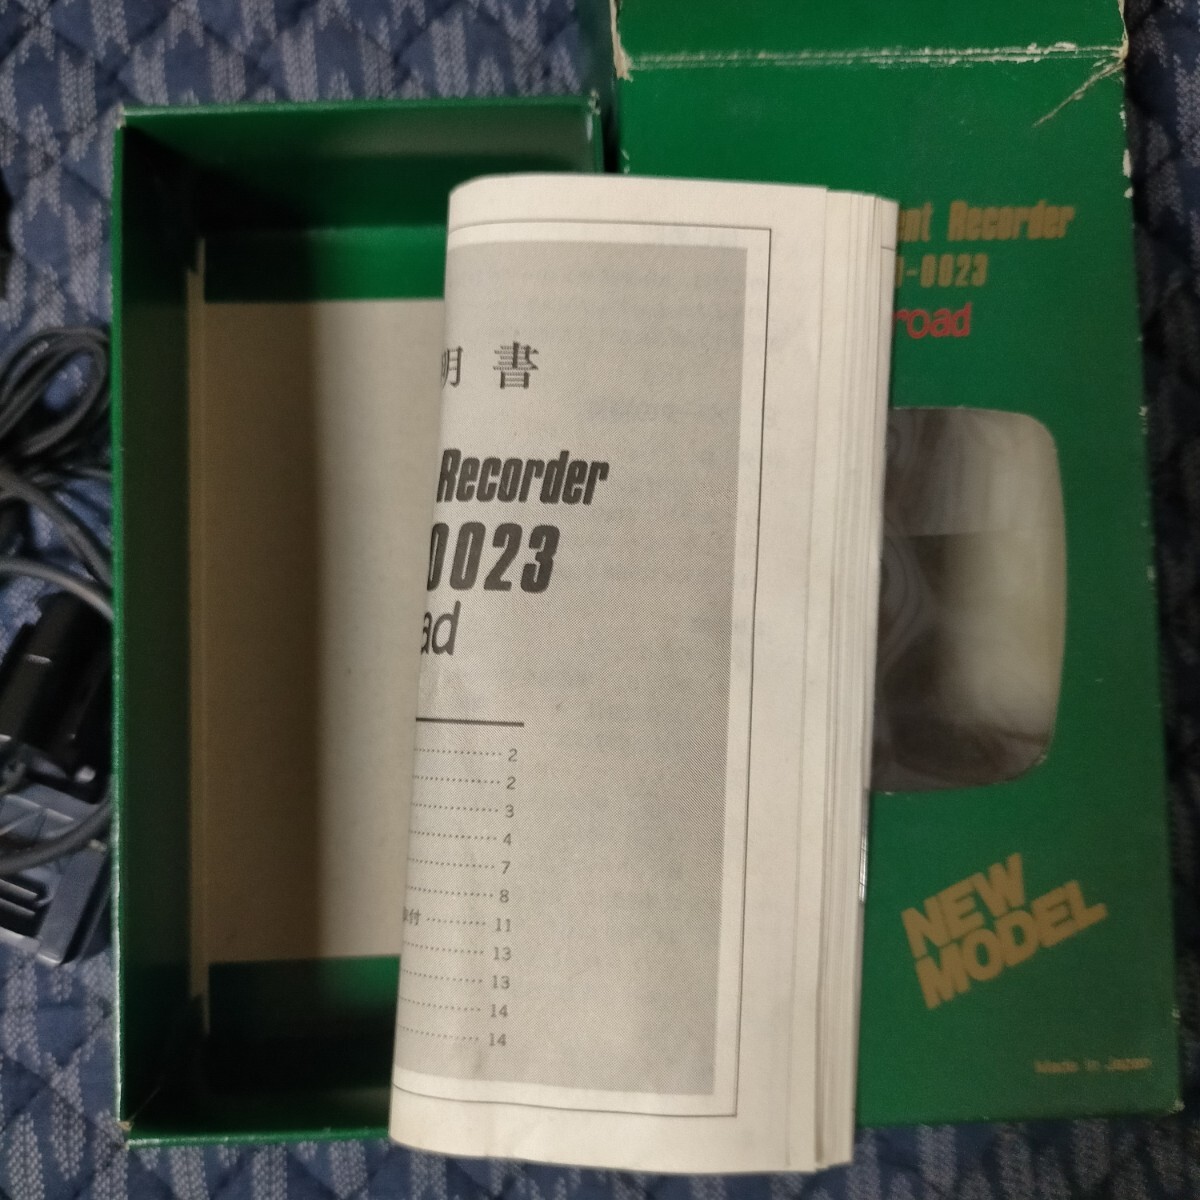 明書
Recorder
0023
ad
2
2
3
4
7
8
付 11
13
13
14
14
ent Recorder
-0023
road
NEW
MODEL
Made in Japan